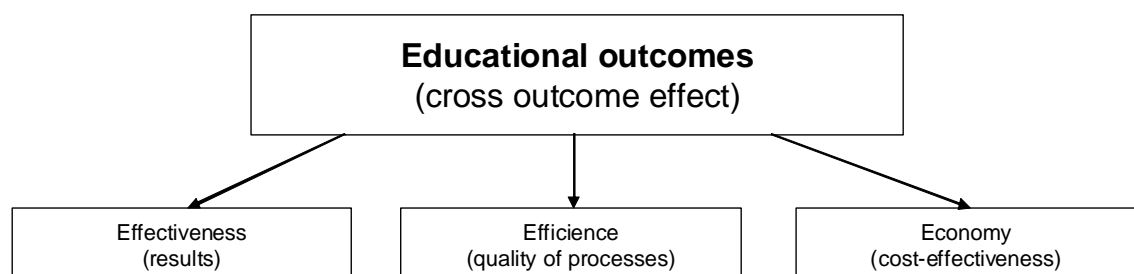 Educational outcomes
(cross outcome effect)
Effectiveness
(results)
Efficience
(quality of processes)
Economy
(cost-effectiveness)